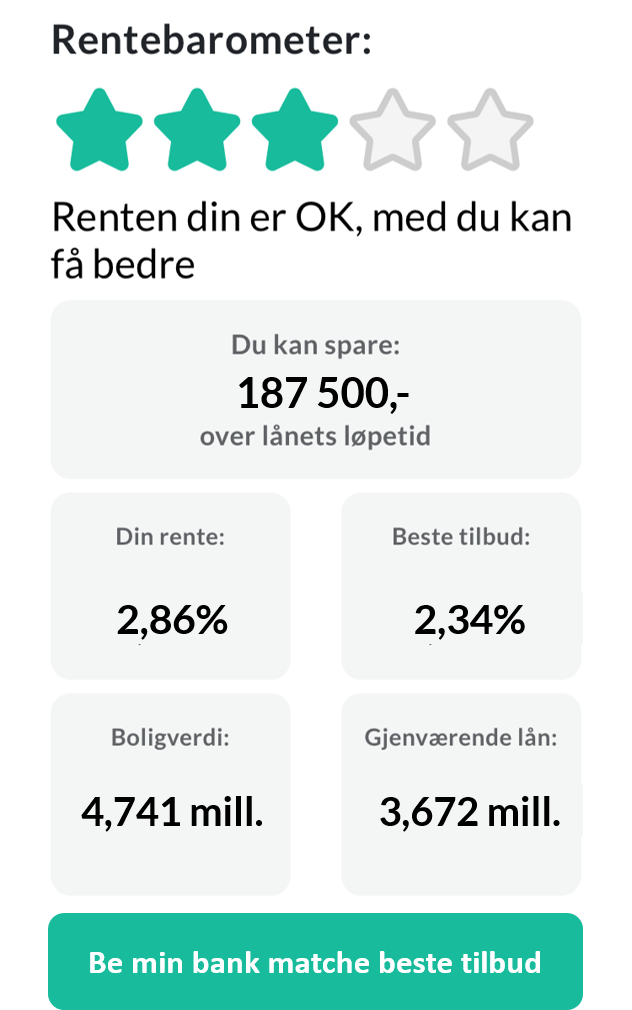 Rentebarometer:
Renten din er OK, med du kan
få bedre
Du kan spare:
187 500,-
over lånets løpetid
Din rente:
Beste tilbud:
2,86%
2,34%
Boligverdi:
Gjenværende lån:
4,741 mill.
3,672 mill.
Be min bank matche beste tilbud